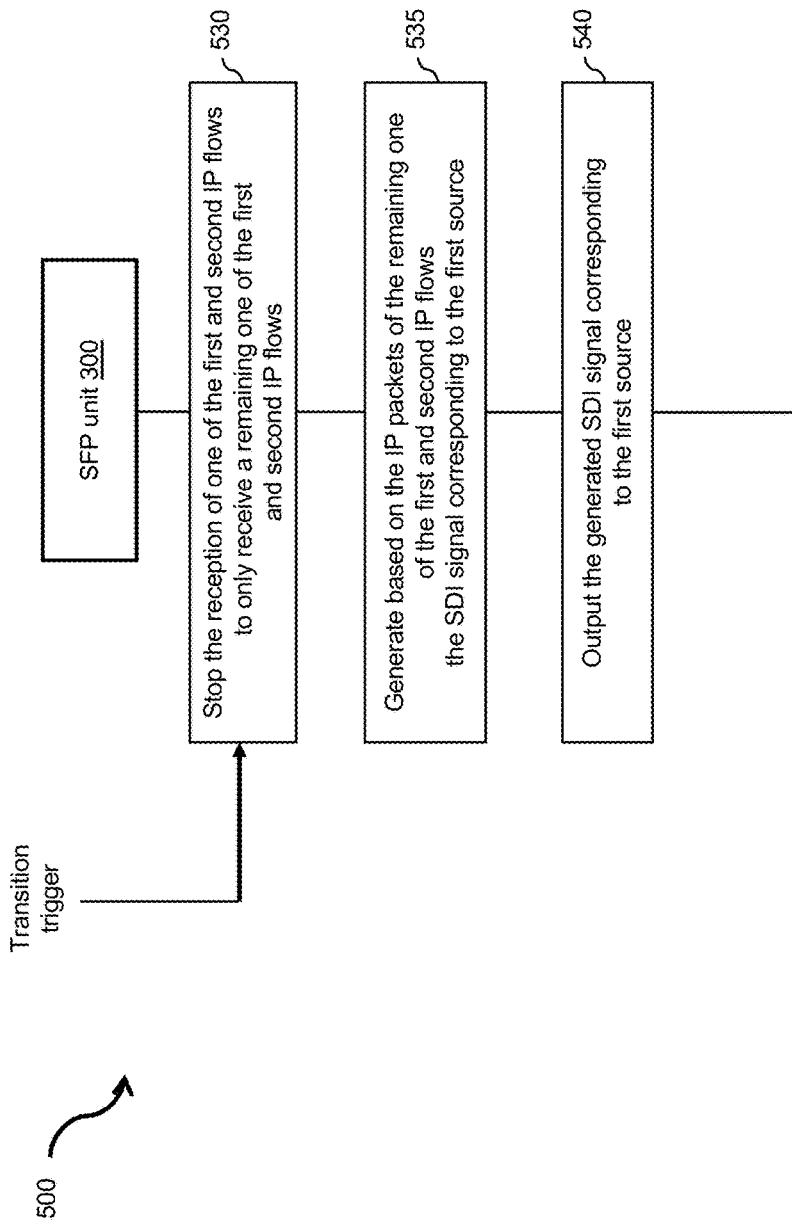 500
Transition
trigger
SFP unit 300
Stop the reception of one of the first and second IP flows
to only receive a remaining one of the first
and second IP flows
530
Generate based on the IP packets of the remaining one
of the first and second IP flows
the SDI signal corresponding to the first source
535
Output the generated SDI signal corresponding
to the first source
540